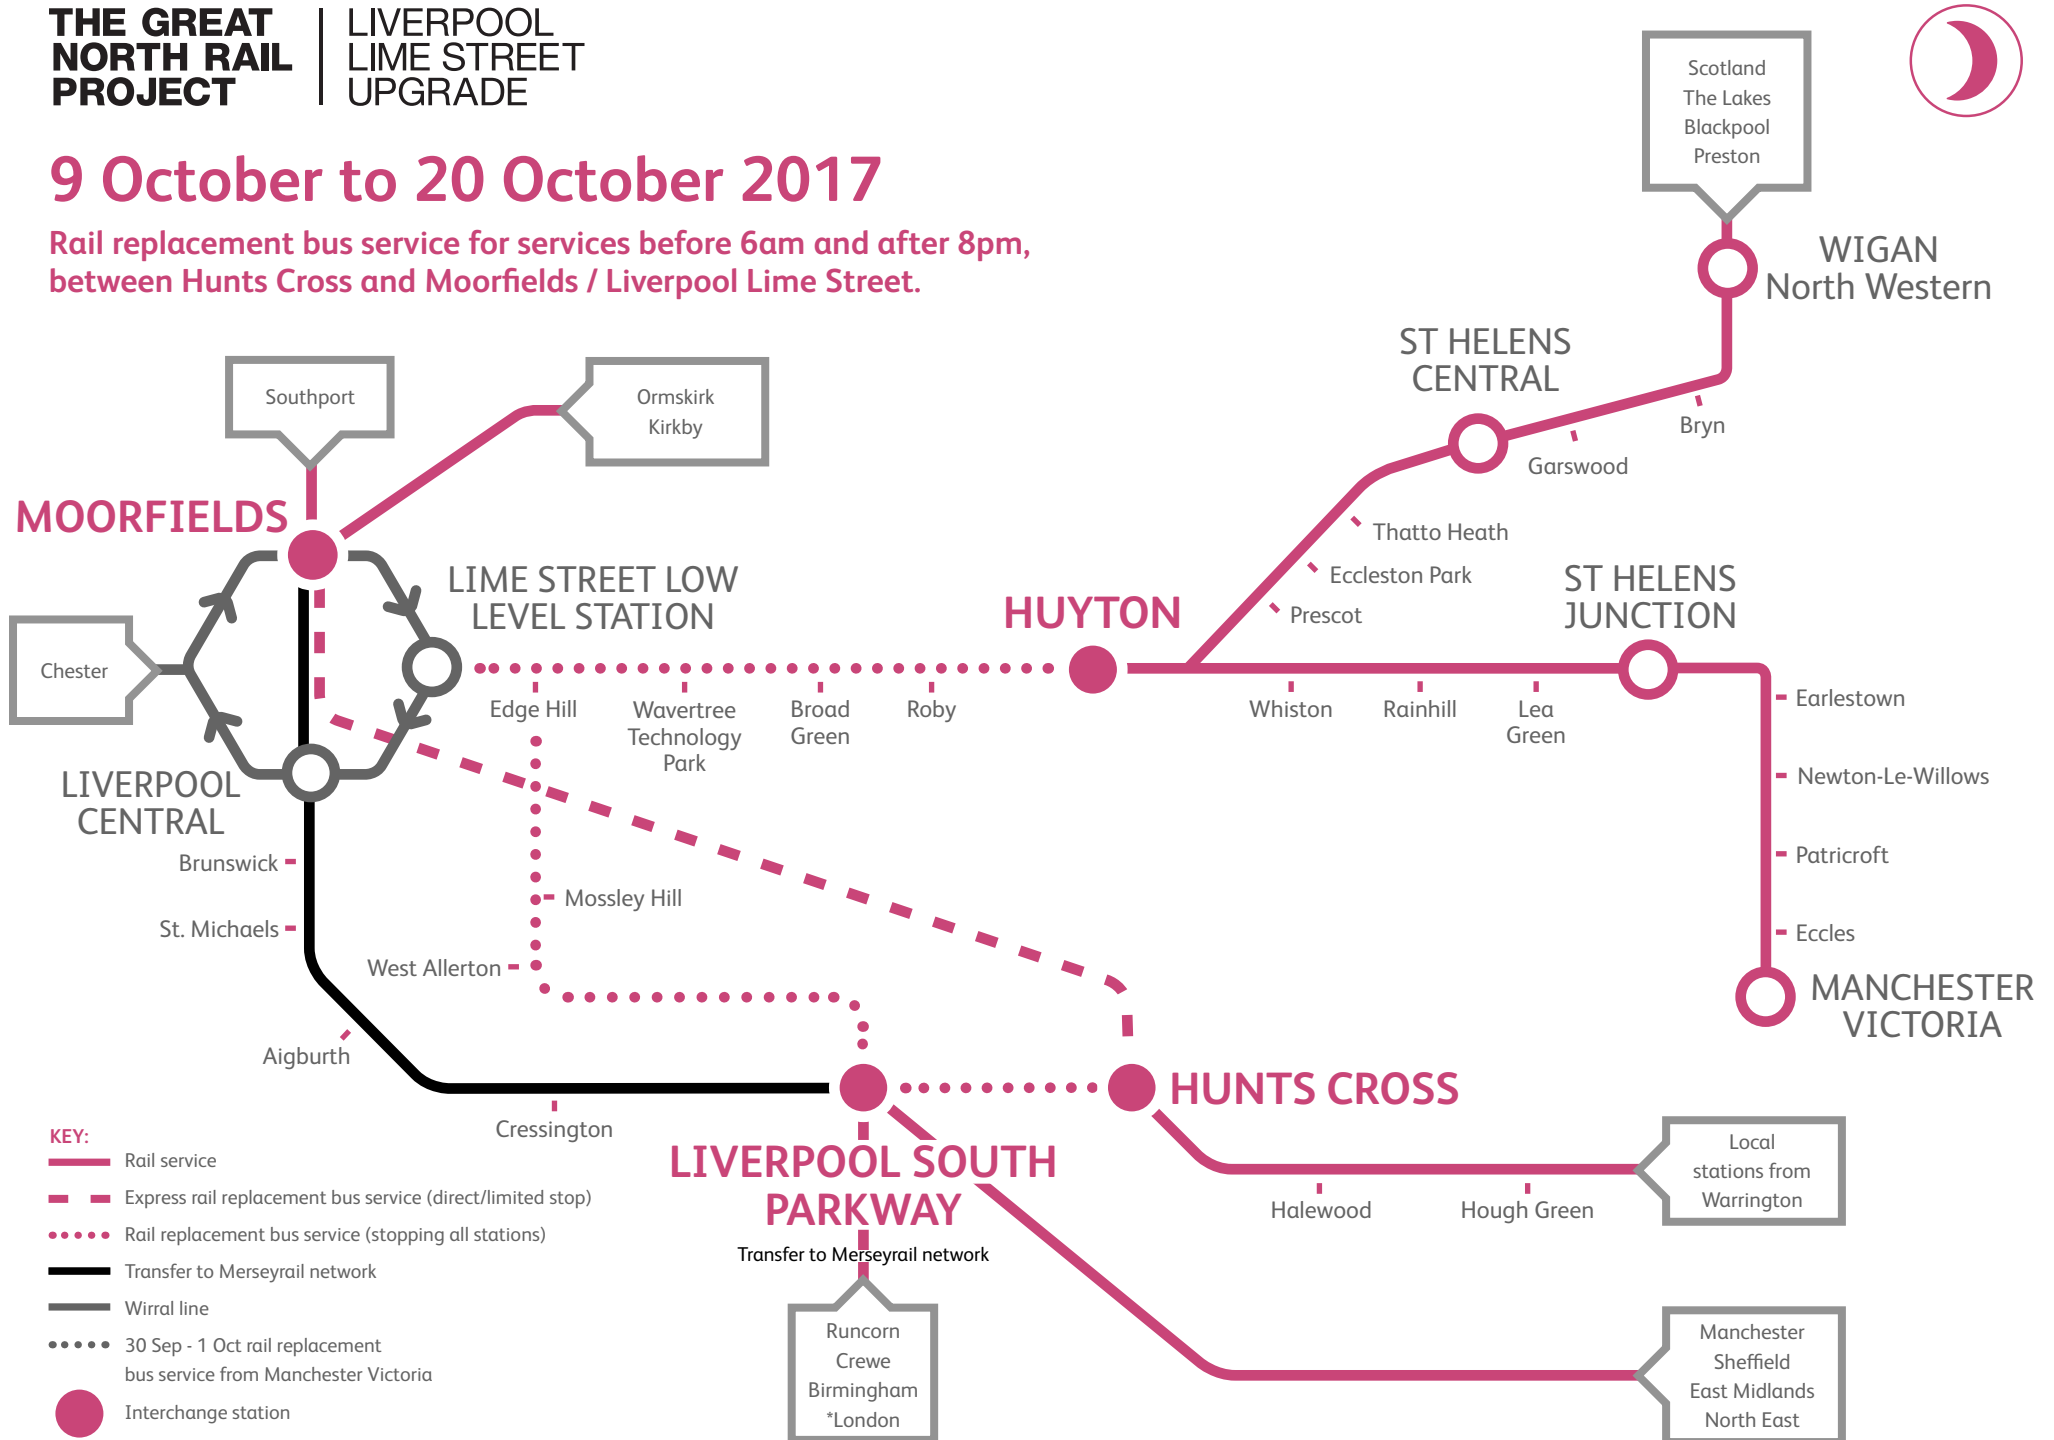 THE GREAT
NORTH RAIL
PROJECT
LIVERPOOL
LIME STREET
UPGRADE
9 October to 20 October 2017
Rail replacement bus service for services before 6am and after 8pm,
between Hunts Cross and Moorfields / Liverpool Lime Street.
Scotland
The Lakes
Blackpool
Preston
WIGAN
North Western
ST HELENS
CENTRAL
Bryn
Garswood
Southport
Ormskirk
Kirkby
MOORFIELDS
Thatto Heath
Eccleston Park
Prescot
LIME STREET LOW
LEVEL STATION
HUYTON
ST HELENS
JUNCTION
Chester
Edge Hill
Wavertree
Technology
Park
Broad
Green
Roby
Whiston
Rainhill
Lea
Green
Earlestown
Newton-Le-Willows
Patricroft
Eccles
MANCHESTER
VICTORIA
LIVERPOOL
CENTRAL
Brunswick
St. Michaels
Mossley Hill
West Allerton
Aigburth
Cressington
HUNTS CROSS
LIVERPOOL SOUTH
PARKWAY
Transfer to Merseyrail network
Halewood
Hough Green
Local
stations from
Warrington
Runcorn
Crewe
Birmingham
*London
Manchester
Sheffield
East Midlands
North East
KEY:
Rail service
Express rail replacement bus service (direct/limited stop)
Rail replacement bus service (stopping all stations)
Transfer to Merseyrail network
Wirral line
30 Sep - 1 Oct rail replacement
bus service from Manchester Victoria
Interchange station